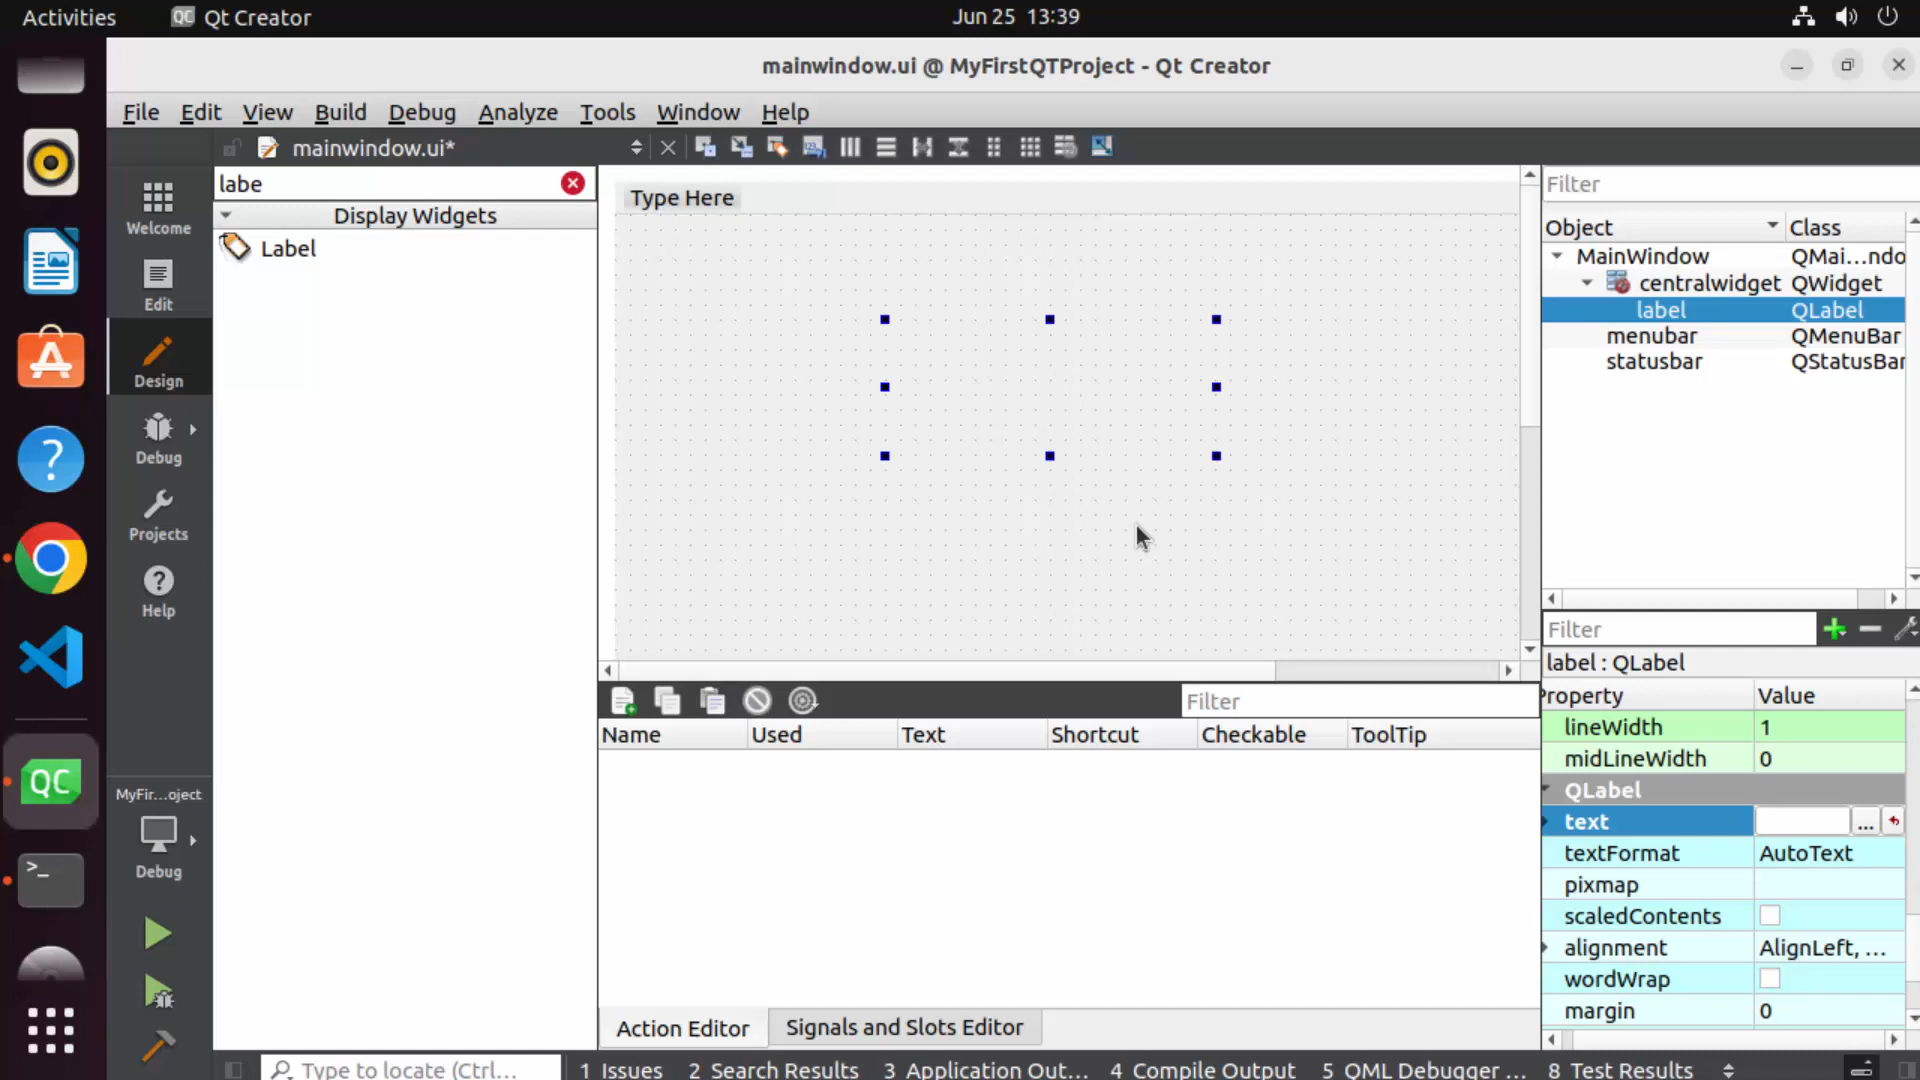 Activities
Qt Creator
Jun 25 13:39
mainwindow.ui @ MyFirstQTProject - Qt Creator
File Edit View Build Debug Analyze Tools Window Help
mainwindow.ui*
Welcome
Edit
Design
Debug
Projects
Help
MyFir...oject
Debug
labe
Display Widgets
Label
Type Here
Filter
Object Class
MainWindow QMai...ndo
centralwidget QWidget
label QLabel
menubar QMenuBar
statusbar QStatusBar
Filter
label : QLabel
Property Value
lineWidth 1
midLineWidth 0
QLabel
text ...
textFormat AutoText
pixmap
scaledContents
alignment AlignLeft, ...
wordWrap
margin 0
Filter
Name Used Text Shortcut Checkable ToolTip
Action Editor Signals and Slots Editor
Type to locate (Ctrl... 1 Issues 2 Search Results 3 Application Out... 4 Compile Output 5 QML Debugger ... 8 Test Results
QC
QC
>_
?